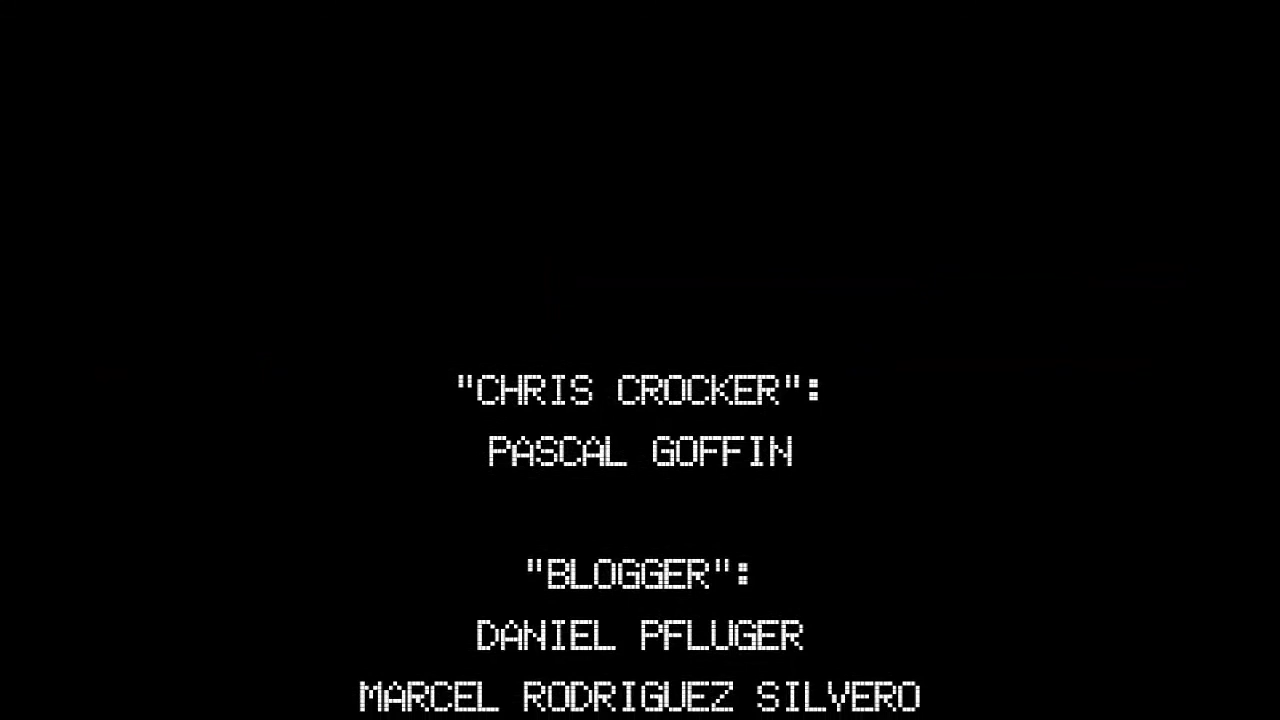 "CHRIS CROCKER":
PASCAL GOFFIN
"BLOGGER":
DANIEL PFLUGER
MARCEL RODRIGUEZ SILVERO